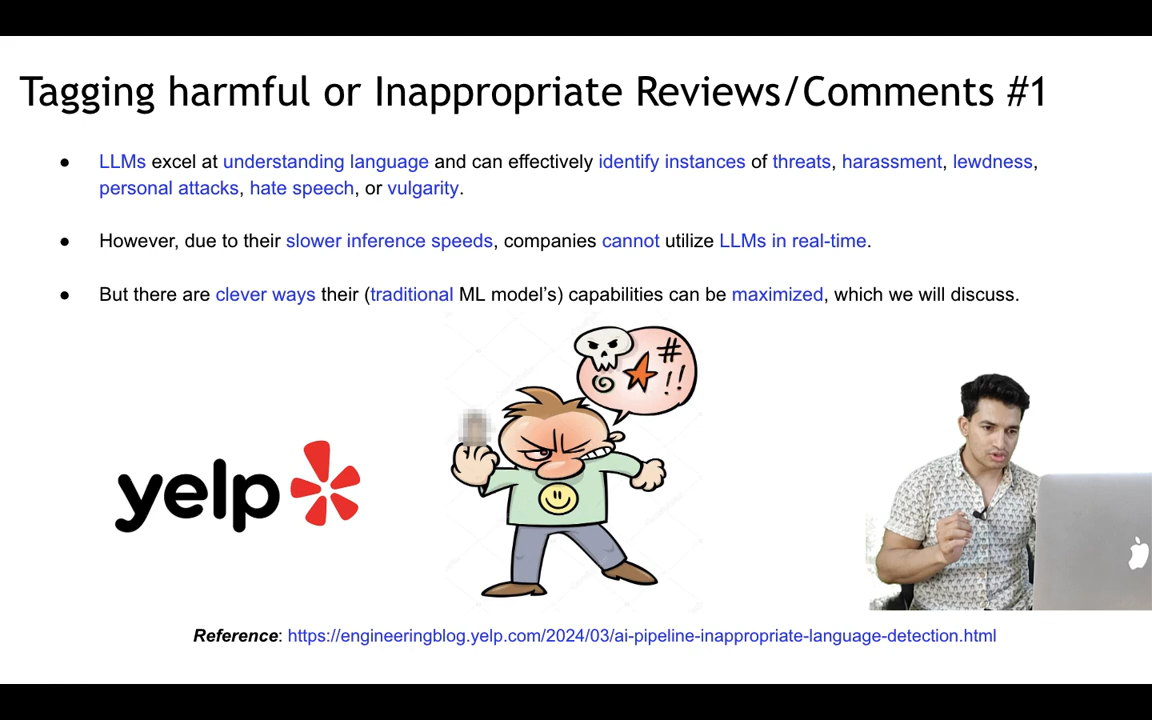 Tagging harmful or Inappropriate Reviews/Comments #1
● LLMs excel at understanding language and can effectively identify instances of threats, harassment, lewdness,
personal attacks, hate speech, or vulgarity.
● However, due to their slower inference speeds, companies cannot utilize LLMs in real-time.
● But there are clever ways their (traditional ML model’s) capabilities can be maximized, which we will discuss.
#
!!
yelp
Reference: https://engineeringblog.yelp.com/2024/03/ai-pipeline-inappropriate-language-detection.html